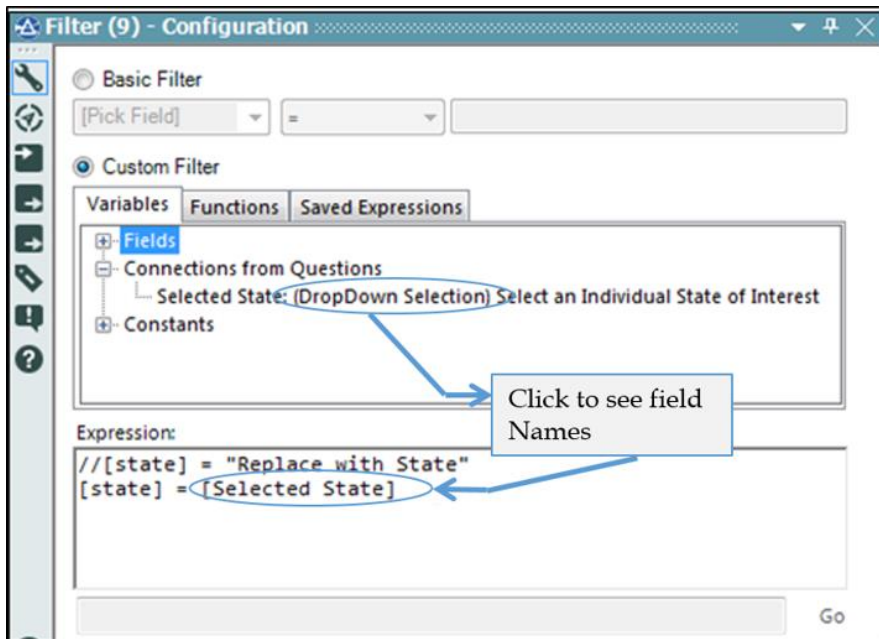 Filter (9) - Configuration
Basic Filter
[Pick Field] =
Custom Filter
Variables Functions Saved Expressions
Fields
Connections from Questions
Selected State: (DropDown Selection) Select an Individual State of Interest
Constants
Click to see field
Names
Expression:
//[state] = "Replace with State"
[state] = [Selected State]
Go